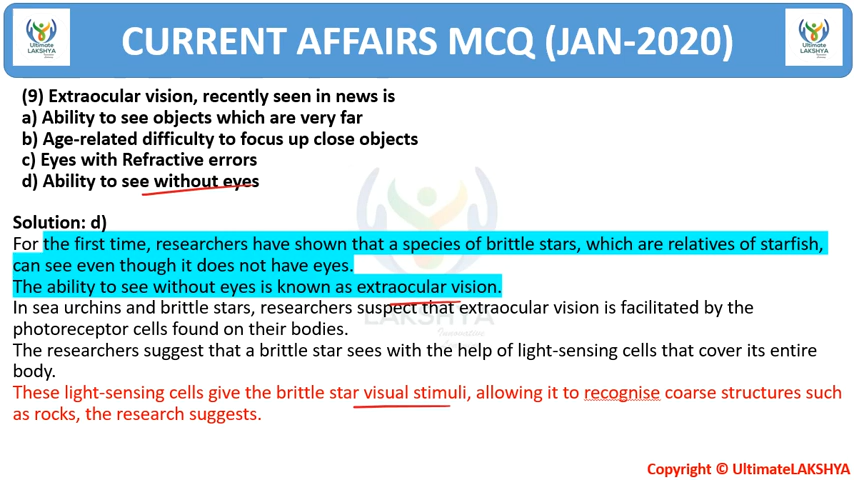 Ultimate
LAKSHYA
CURRENT AFFAIRS MCQ (JAN-2020)
Ultimate
LAKSHYA
(9) Extraocular vision, recently seen in news is
a) Ability to see objects which are very far
b) Age-related difficulty to focus up close objects
c) Eyes with Refractive errors
d) Ability to see without eyes
Solution: d)
For the first time, researchers have shown that a species of brittle stars, which are relatives of starfish,
can see even though it does not have eyes.
The ability to see without eyes is known as extraocular vision.
In sea urchins and brittle stars, researchers suspect that extraocular vision is facilitated by the
LAKSHYA
photoreceptor cells found on their bodies.
The researchers suggest that a brittle star sees with the help of light-sensing cells that cover its entire
body.
These light-sensing cells give the brittle star visual stimuli, allowing it to recognise coarse structures such
as rocks, the research suggests.
Copyright © UltimateLAKSHYA